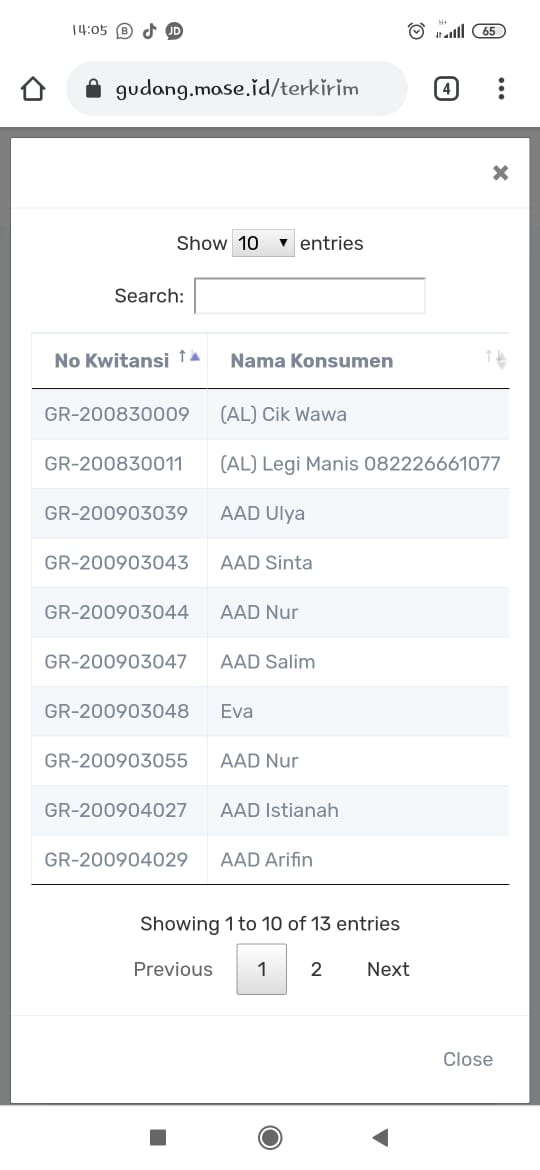 14:05 B JD 65
gudang.mase.id/terkirim 4
×
Show 10 entries
Search:
No Kwitansi Nama Konsumen
GR-200830009 (AL) Cik Wawa
GR-200830011 (AL) Legi Manis 082226661077
GR-200903039 AAD Ulya
GR-200903043 AAD Sinta
GR-200903044 AAD Nur
GR-200903047 AAD Salim
GR-200903048 Eva
GR-200903055 AAD Nur
GR-200904027 AAD Istianah
GR-200904029 AAD Arifin
Showing 1 to 10 of 13 entries
Previous 1 2 Next
Close